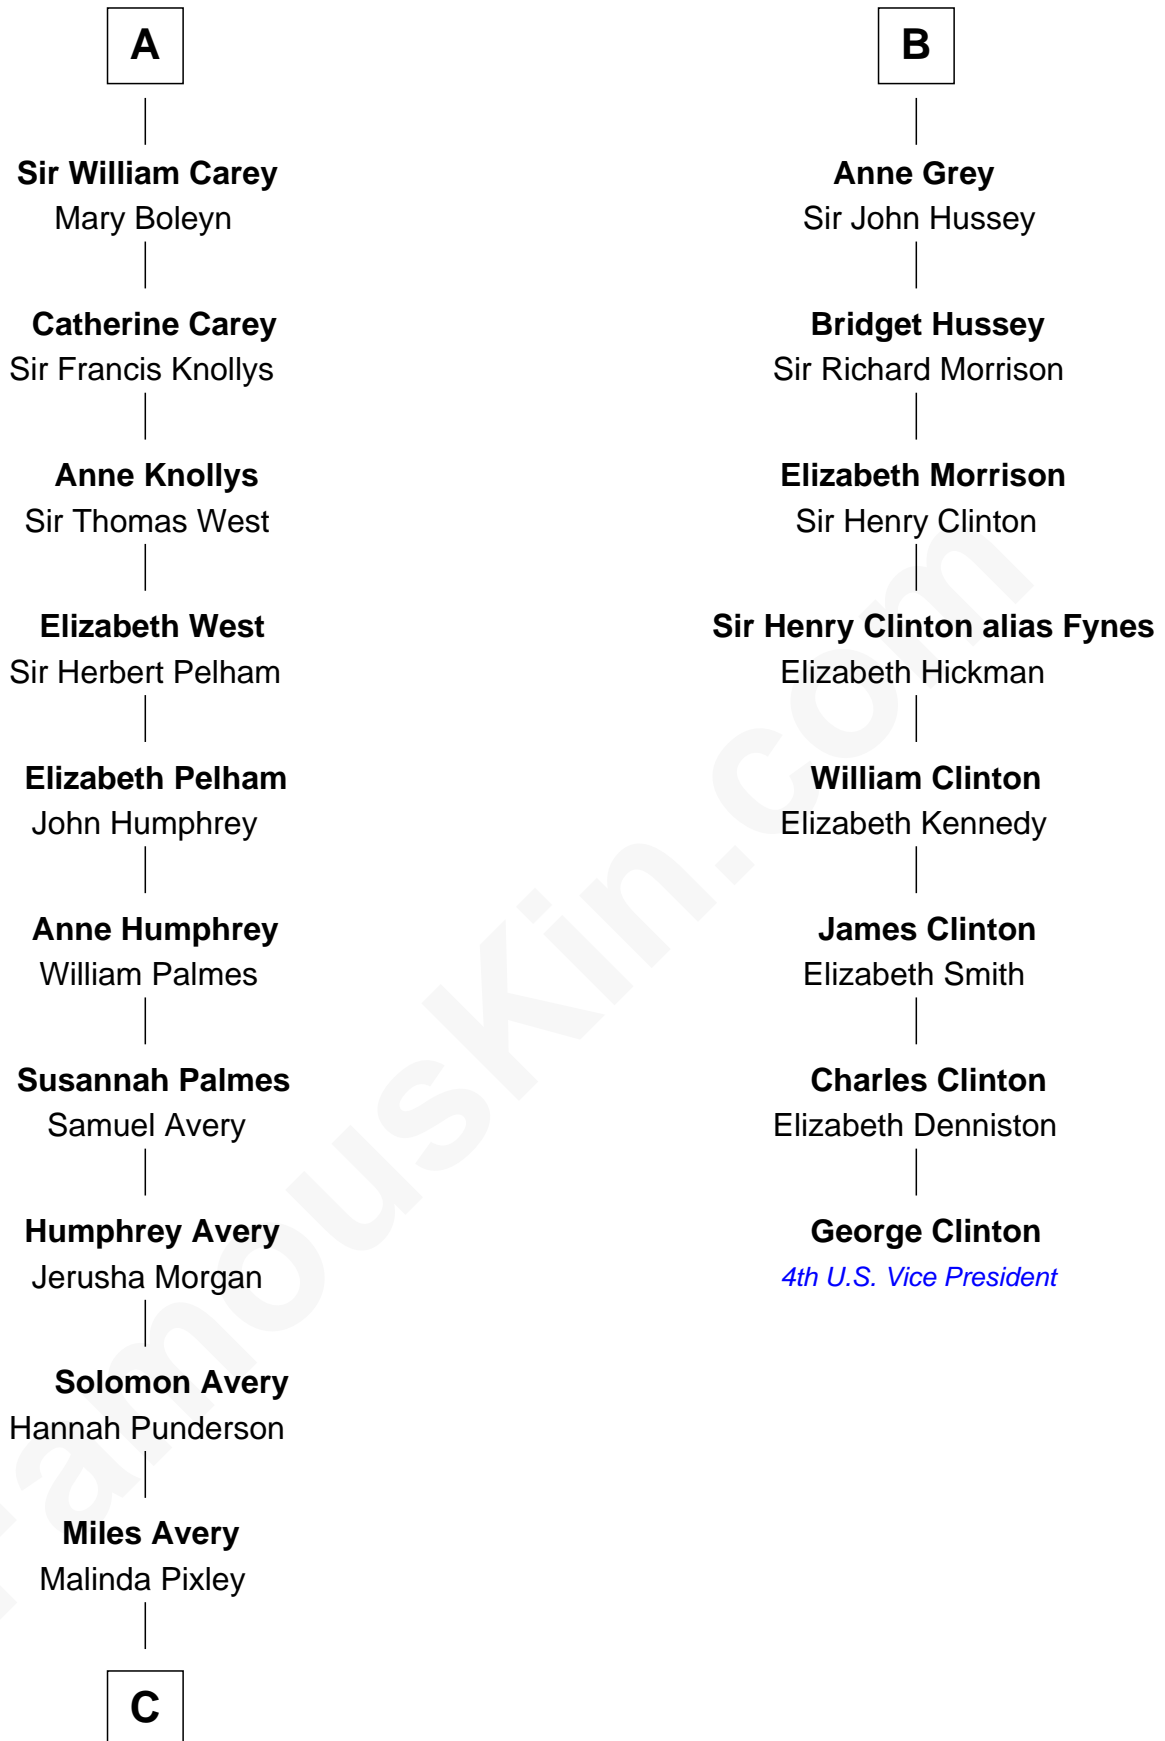 A
Sir William Carey
Mary Boleyn
Catherine Carey
Sir Francis Knollys
Anne Knollys
Sir Thomas West
Elizabeth West
Sir Herbert Pelham
Elizabeth Pelham
John Humphrey
Anne Humphrey
William Palmes
Susannah Palmes
Samuel Avery
Humphrey Avery
Jerusha Morgan
Solomon Avery
Hannah Punderson
Miles Avery
Malinda Pixley
C
B
Anne Grey
Sir John Hussey
Bridget Hussey
Sir Richard Morrison
Elizabeth Morrison
Sir Henry Clinton
Sir Henry Clinton alias Fynes
Elizabeth Hickman
William Clinton
Elizabeth Kennedy
James Clinton
Elizabeth Smith
Charles Clinton
Elizabeth Denniston
George Clinton
4th U.S. Vice President
FamousKin.com